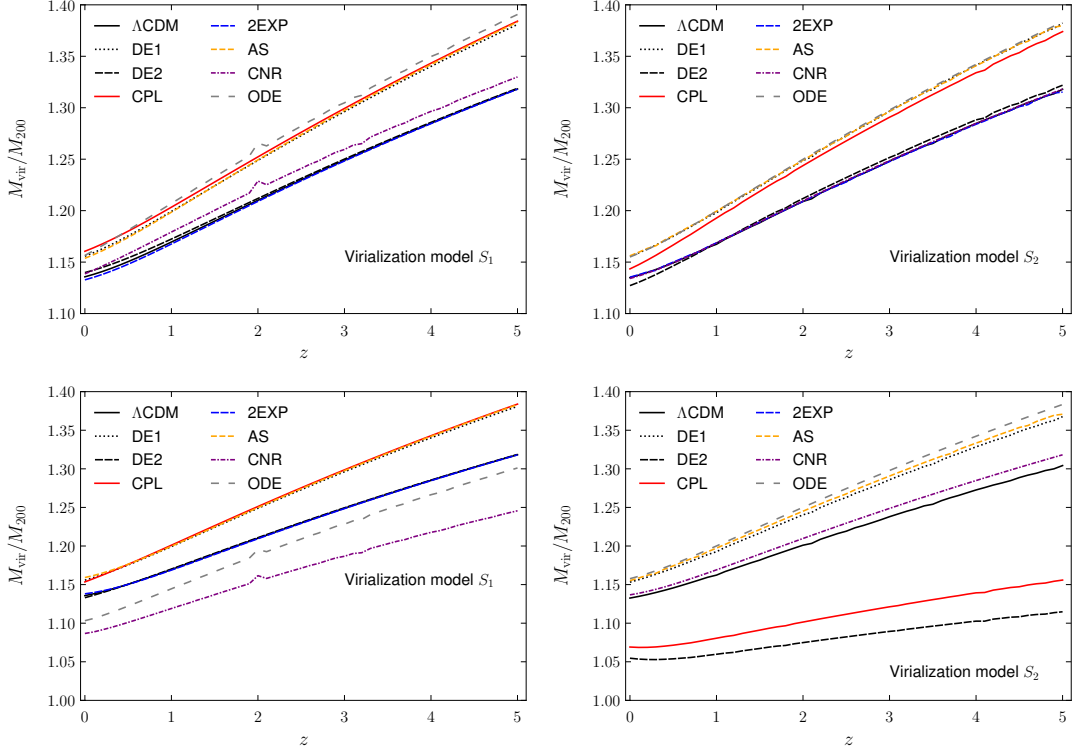 1.40
1.35
1.30
1.25
1.20
1.15
1.10
M_vir/M_200
ΛCDM 2EXP
DE1 AS
DE2 CNR
CPL ODE
Virialization model S_1
0 1 2 3 4 5
z
1.40
1.35
1.30
1.25
1.20
1.15
1.10
M_vir/M_200
ΛCDM 2EXP
DE1 AS
DE2 CNR
CPL ODE
Virialization model S_2
0 1 2 3 4 5
z
1.40
1.35
1.30
1.25
1.20
1.15
1.10
1.05
1.00
M_vir/M_200
ΛCDM 2EXP
DE1 AS
DE2 CNR
CPL ODE
Virialization model S_1
0 1 2 3 4 5
z
1.40
1.35
1.30
1.25
1.20
1.15
1.10
1.05
1.00
M_vir/M_200
ΛCDM 2EXP
DE1 AS
DE2 CNR
CPL ODE
Virialization model S_2
0 1 2 3 4 5
z